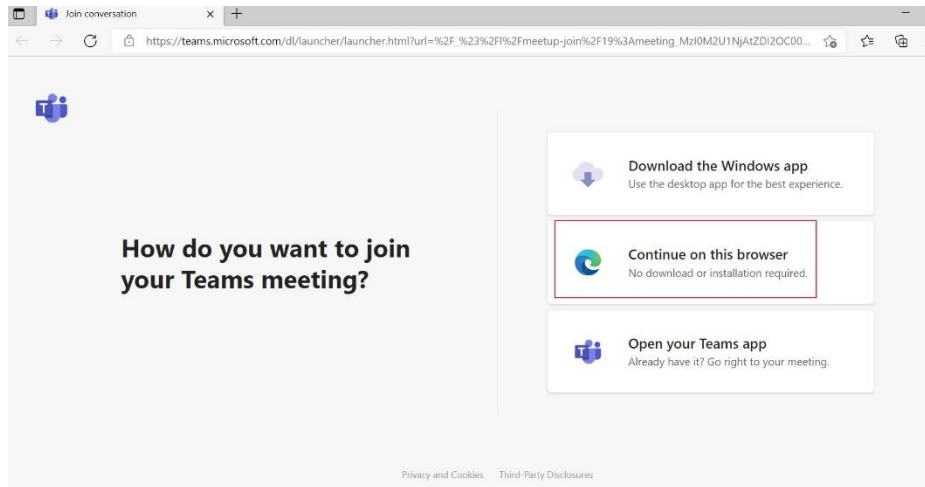 Join conversation
https://teams.microsoft.com/dl/launcher/launcher.html?url=%2F_%23%2Fl%2Fmeetup-join%2F19%3Ameeting_MzI0M2U1NjAtZDI2OC00...
How do you want to join
your Teams meeting?
Download the Windows app
Use the desktop app for the best experience.
Continue on this browser
No download or installation required.
Open your Teams app
Already have it? Go right to your meeting.
Privacy and Cookies Third-Party Disclosures